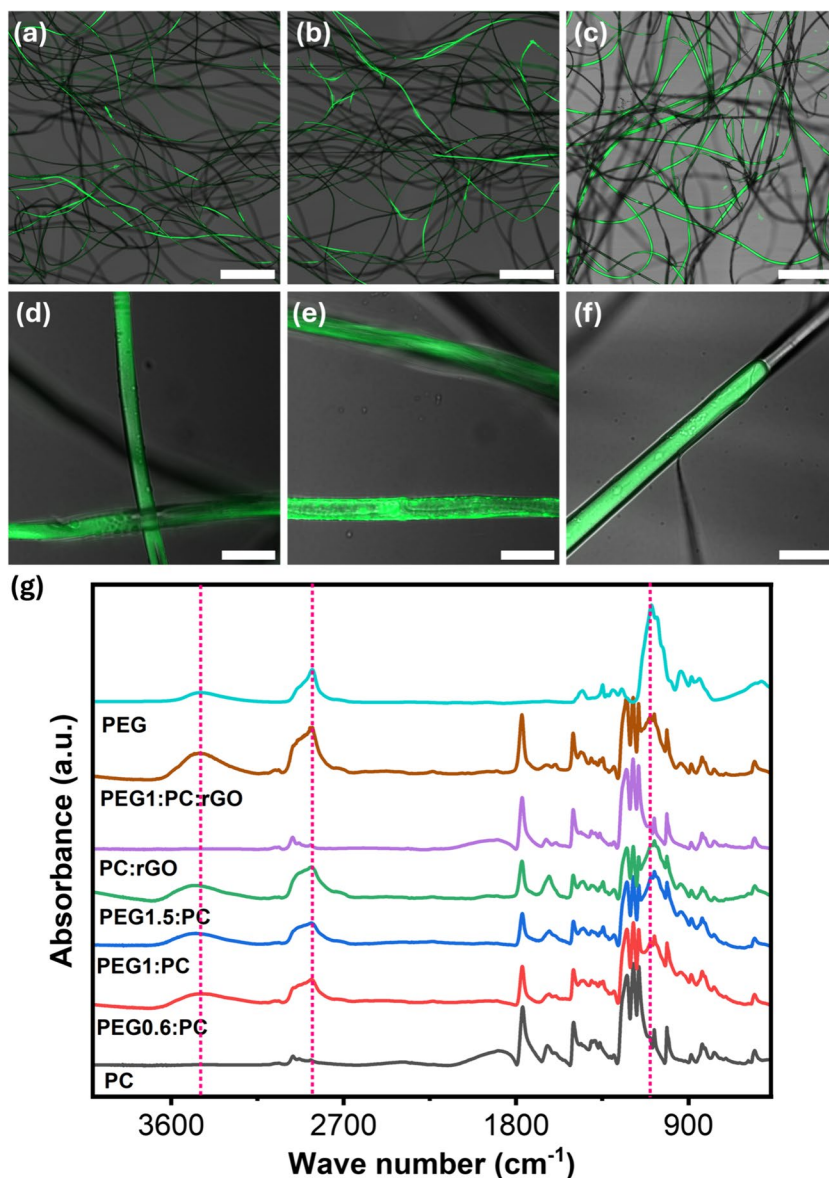 (a)
(b)
(c)
(d)
(e)
(f)
(g)
PEG
PEG1:PC:rGO
PC:rGO
PEG1.5:PC
PEG1:PC
PEG0.6:PC
PC
Absorbance (a.u.)
3600 2700 1800 900
Wave number (cm⁻¹)